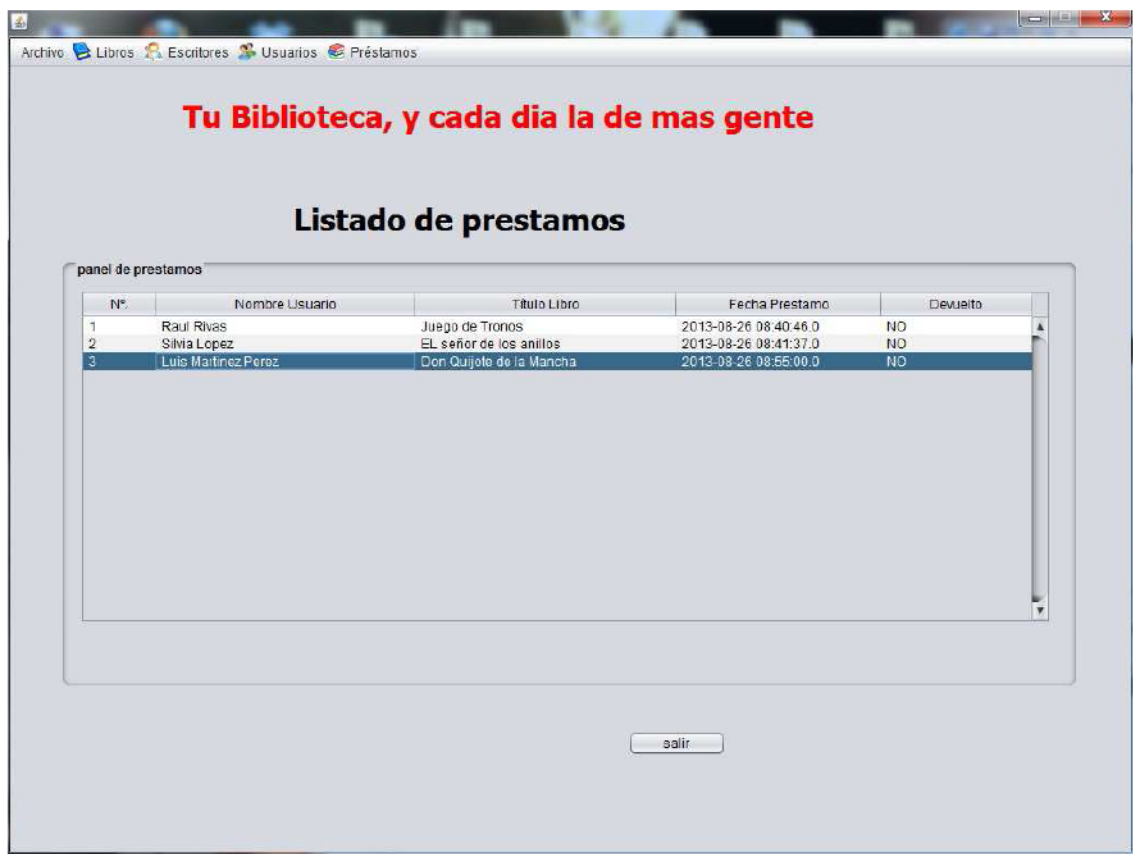 Archivo Libros Escritores Usuarios Préstamos
Tu Biblioteca, y cada dia la de mas gente
Listado de prestamos
panel de prestamos
Nº. Nombre Usuario Título Libro Fecha Prestamo Devuelto
1 Raul Rivas Juego de Tronos 2013-08-26 08:40:46.0 NO
2 Silvia Lopez EL señor de los anillos 2013-08-26 08:41:37.0 NO
3 Luis Martinez Perez Don Quijote de la Mancha 2013-08-26 08:55:00.0 NO
salir